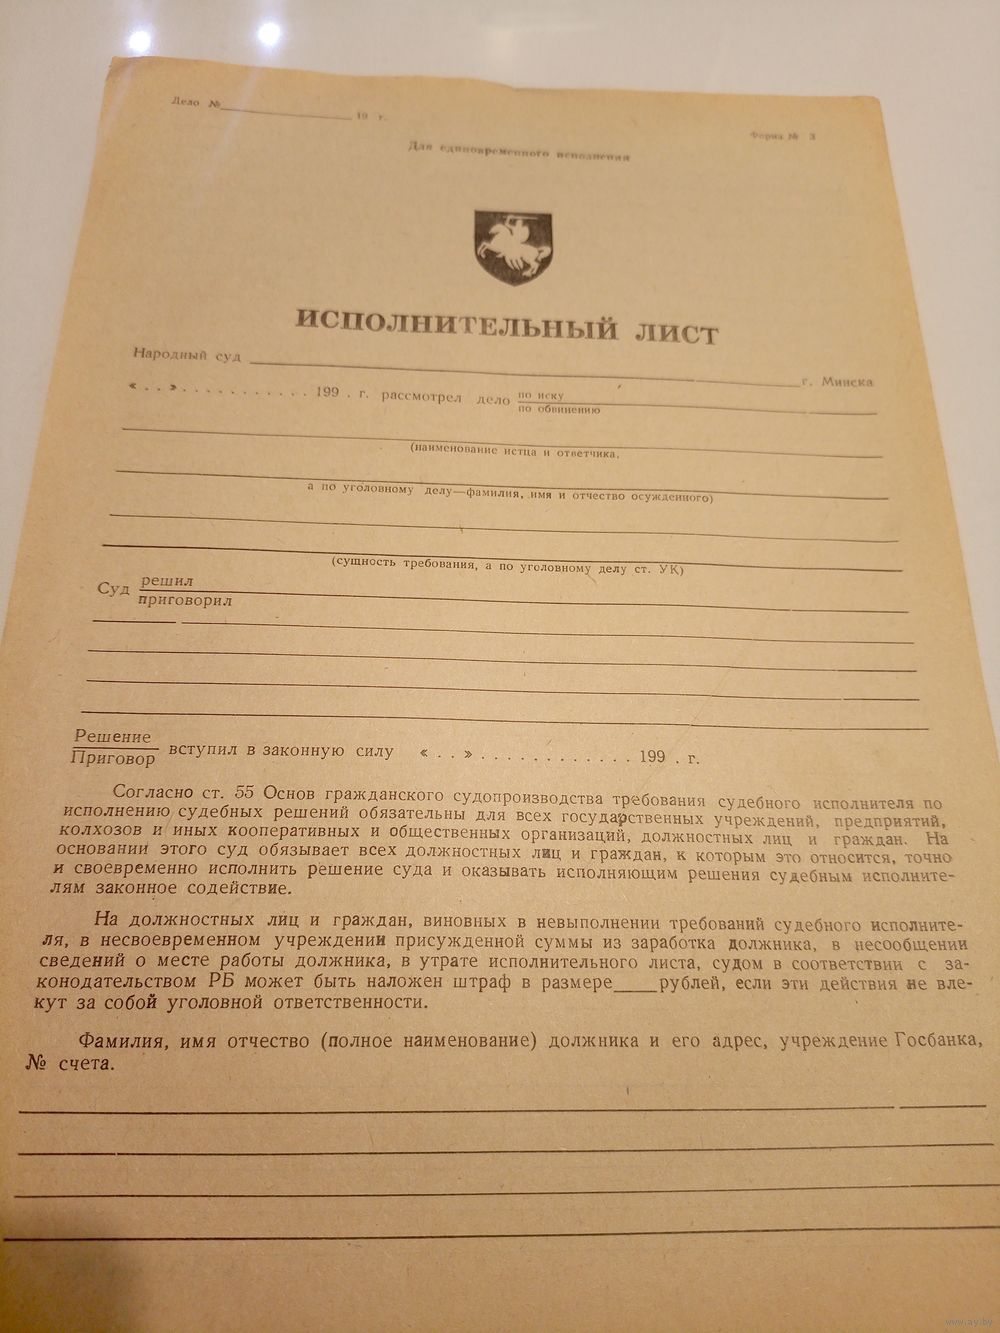 Дело №____________ 19 г.
Форма № 3
Для единовременного исполнения
ИСПОЛНИТЕЛЬНЫЙ ЛИСТ
Народный суд ____________ г. Минска
« . . » . . . . . . . . . . . 199 . г. рассмотрел дело по иску
по обвинению
(наименование истца и ответчика,
а по уголовному делу—фамилия, имя и отчество осужденного)
(сущность требования, а по уголовному делу ст. УК)
Суд решил
приговорил
Решение
Приговор вступил в законную силу « . . » . . . . . . . . . . . . 199 . г.
Согласно ст. 55 Основ гражданского судопроизводства требования судебного исполнителя по
исполнению судебных решений обязательны для всех государственных учреждений, предприятий,
колхозов и иных кооперативных и общественных организаций, должностных лиц и граждан. На
основании этого суд обязывает всех должностных лиц и граждан, к которым это относится, точно
и своевременно исполнить решение суда и оказывать исполняющим решения судебным исполните-
лям законное содействие.
На должностных лиц и граждан, виновных в невыполнении требований судебного исполните-
ля, в несвоевременном учреждении присужденной суммы из заработка должника, в несообщении
сведений о месте работы должника, в утрате исполнительного листа, судом в соответствии с за-
конодательством РБ может быть наложен штраф в размере____рублей, если эти действия не вле-
кут за собой уголовной ответственности.
Фамилия, имя отчество (полное наименование) должника и его адрес, учреждение Госбанка,
№ счета.
www.ay.by